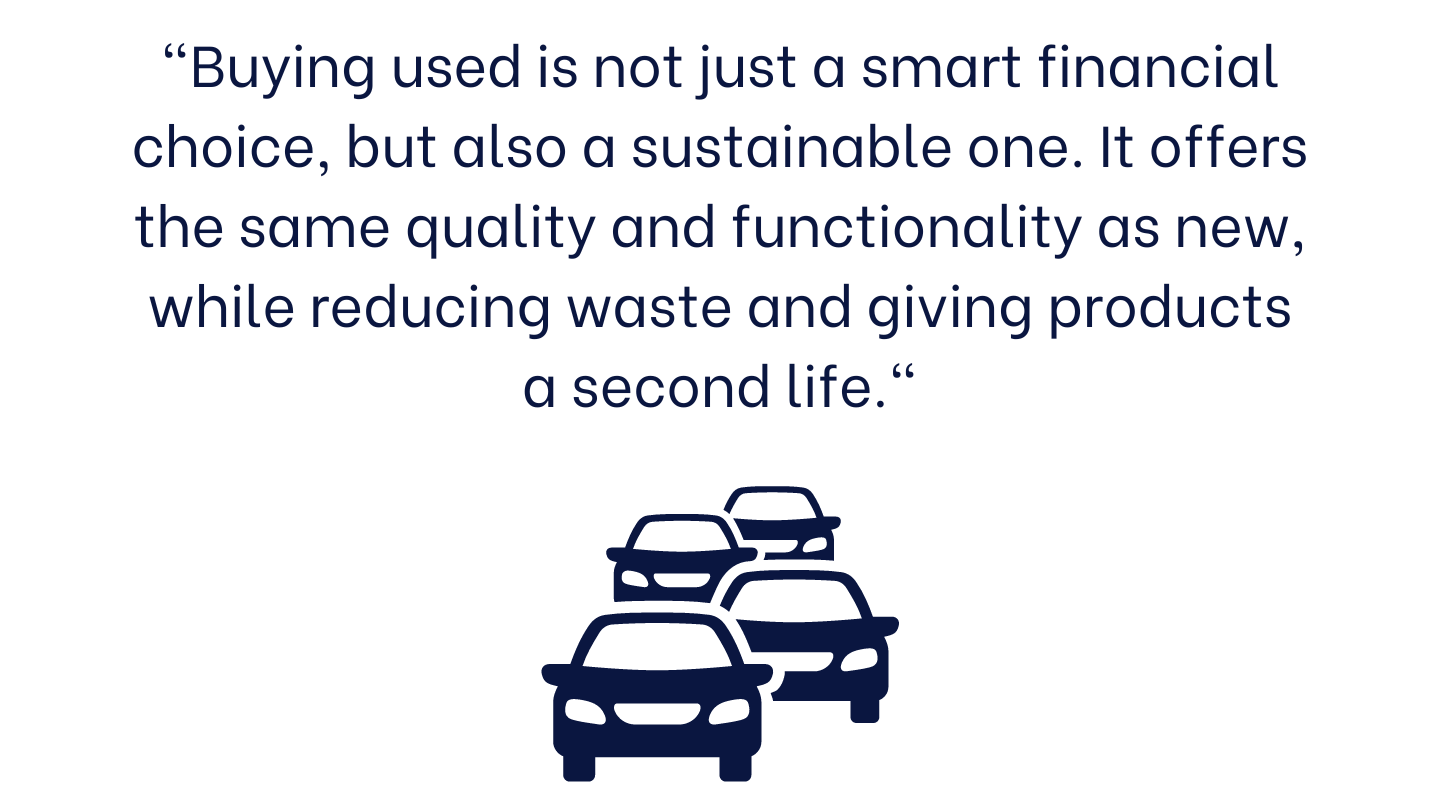 “Buying used is not just a smart financial
choice, but also a sustainable one. It offers
the same quality and functionality as new,
while reducing waste and giving products
a second life.“